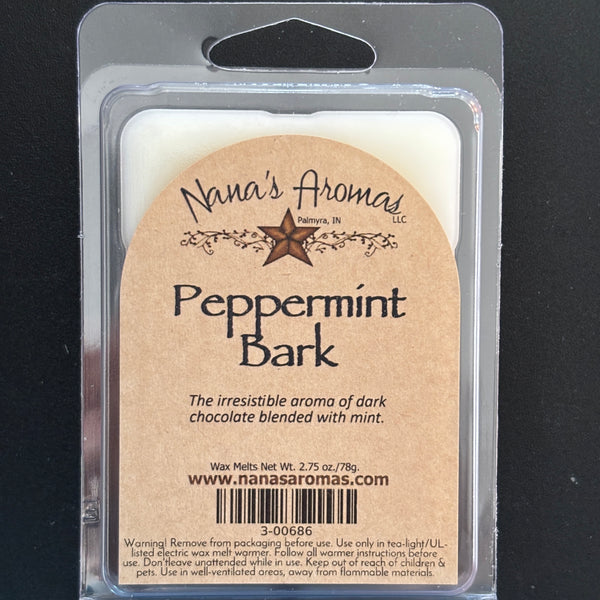 Nana's Aromas
LLC
Palmyra, IN
Peppermint
Bark
The irresistible aroma of dark
chocolate blended with mint.
Wax Melts Net Wt. 2.75 oz./78g.
www.nanasaromas.com
3-00686
Warning! Remove from packaging before use. Use only in tea-light/UL-
listed electric wax melt warmer. Follow all warmer instructions before
use. Don'tleave unattended while in use. Keep out of reach of children &
pets. Use in well-ventilated areas, away from flammable materials.